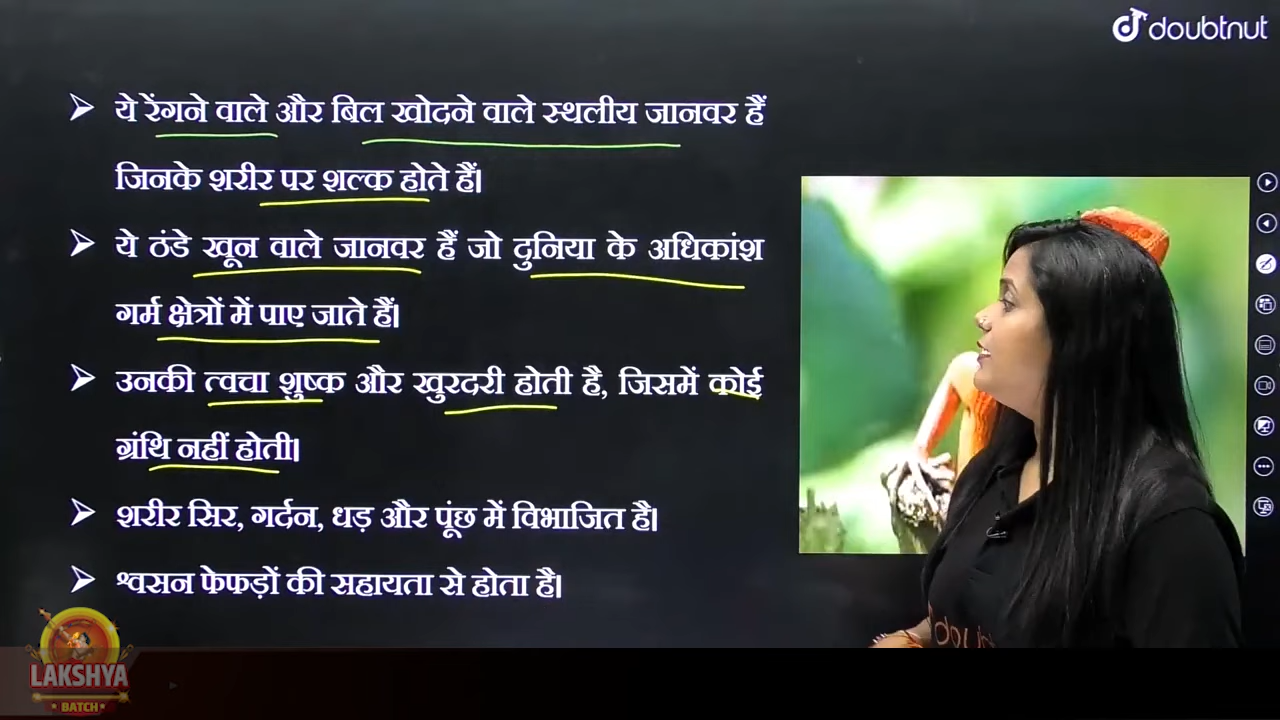 doubtnut
ये रेंगने वाले और बिल खोदने वाले स्थलीय जानवर हैं
जिनके शरीर पर शल्क होते हैं।
ये ठंडे खून वाले जानवर हैं जो दुनिया के अधिकांश
गर्म क्षेत्रों में पाए जाते हैं।
उनकी त्वचा शुष्क और खुरदरी होती है, जिसमें कोई
ग्रंथि नहीं होती।
शरीर सिर, गर्दन, धड़ और पूंछ में विभाजित है।
श्वसन फेफड़ों की सहायता से होता है।
doub
LAKSHYA
BATCH